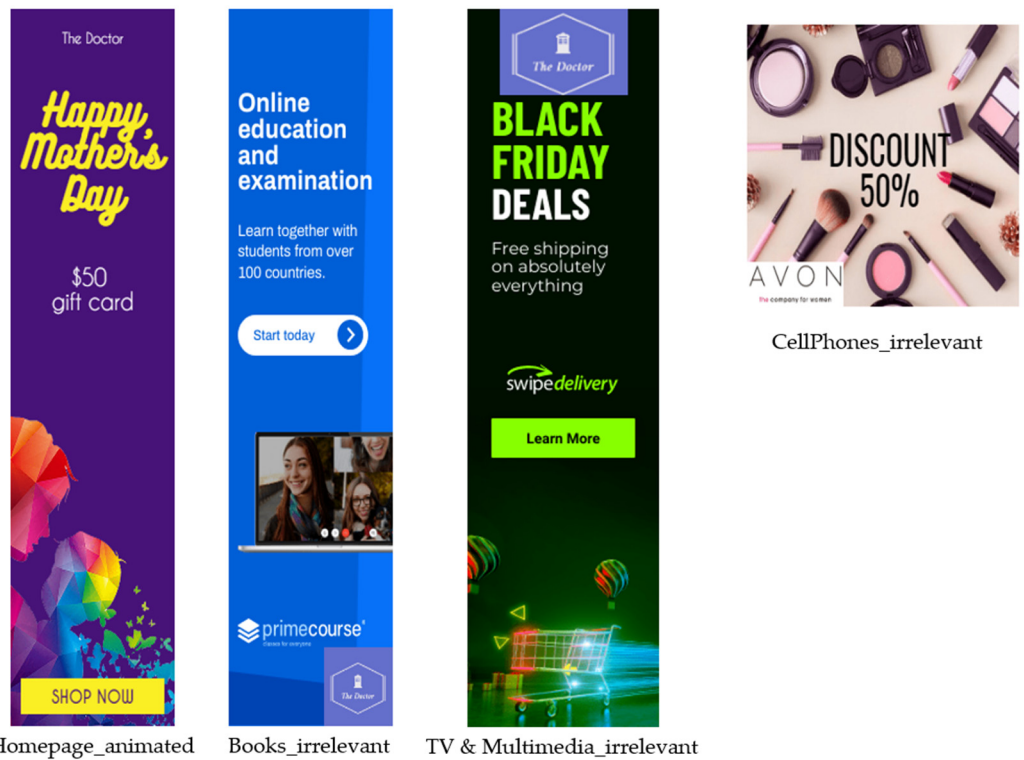 The Doctor
Happy,
Mother's
Day
$50
gift card
SHOP NOW
Homepage_animated
Online
education
and
examination
Learn together with
students from over
100 countries.
Start today
primecourse
classes for everyone
The Doctor
Books_irrelevant
The Doctor
BLACK
FRIDAY
DEALS
Free shipping
on absolutely
everything
swipedelivery
Learn More
TV & Multimedia_irrelevant
DISCOUNT
50%
AVON
the company for women
CellPhones_irrelevant